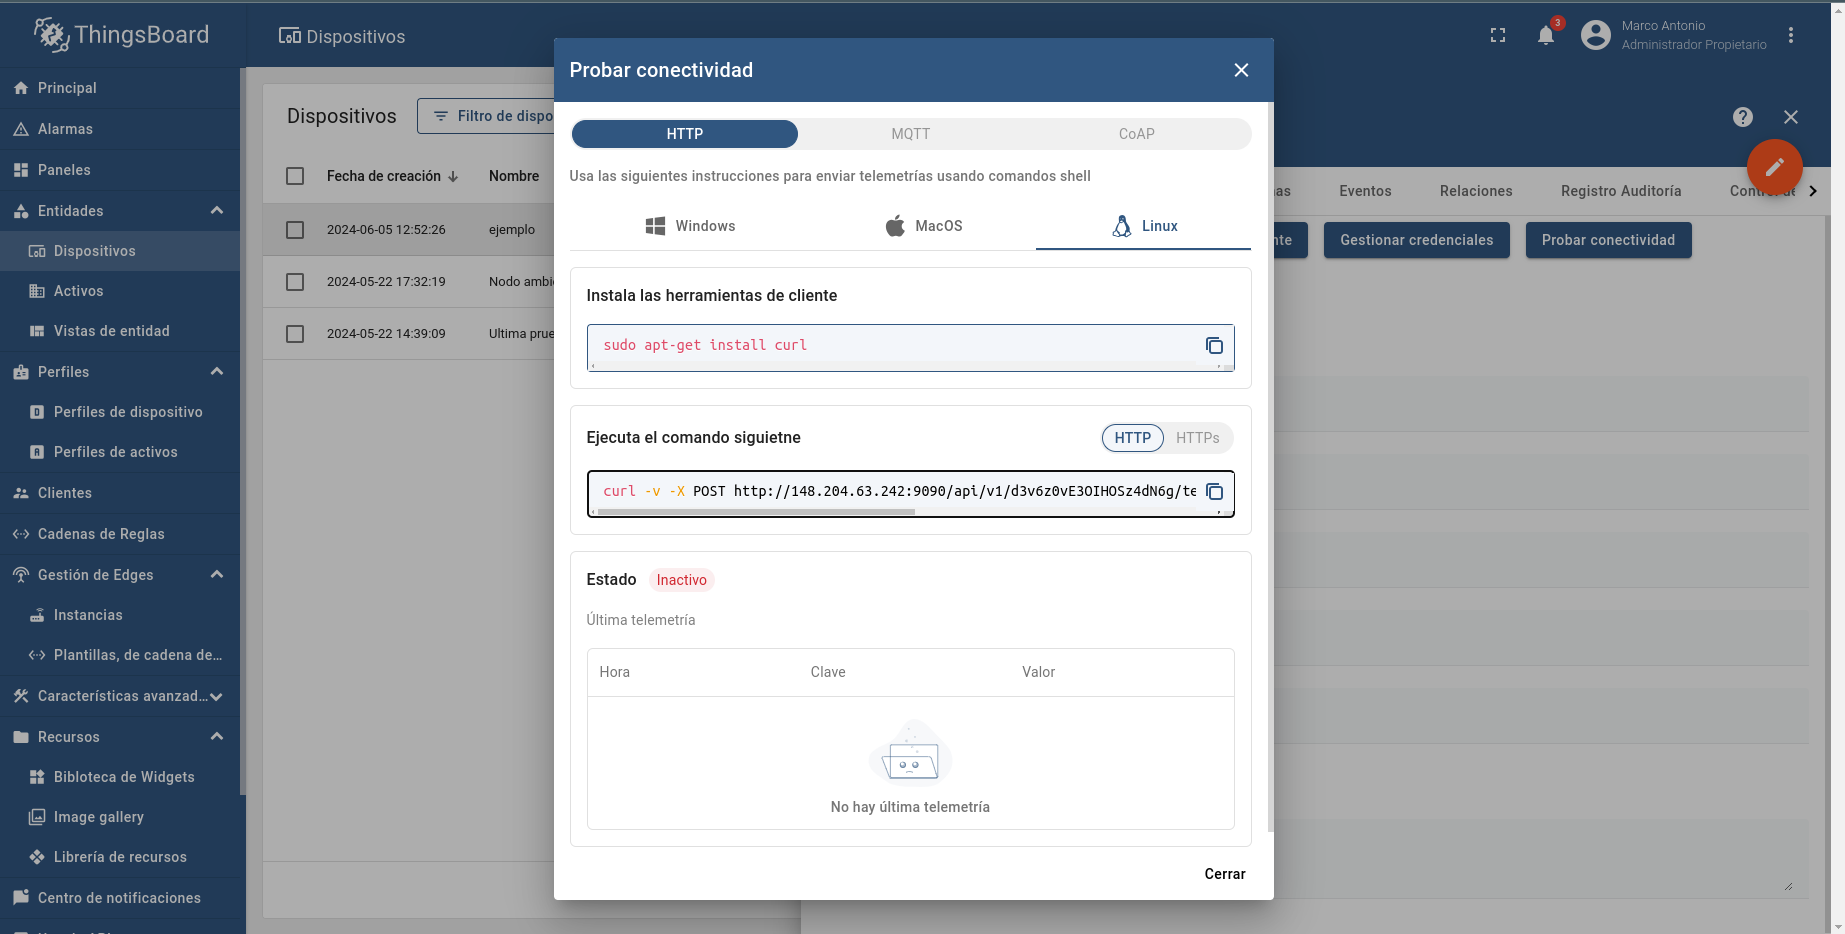 ThingsBoard
Dispositivos
3
Marco Antonio
Administrador Propietario
Principal
Alarmas
Paneles
Entidades
Dispositivos
Activos
Vistas de entidad
Perfiles
Perfiles de dispositivo
Perfiles de activos
Clientes
Cadenas de Reglas
Gestión de Edges
Instancias
Plantillas, de cadena de...
Características avanzad...
Recursos
Bibloteca de Widgets
Image gallery
Librería de recursos
Centro de notificaciones
Dispositivos
Filtro de dispo
Fecha de creación
Nombre
2024-06-05 12:52:26 ejemplo
2024-05-22 17:32:19 Nodo ambi
2024-05-22 14:39:09 Ultima prue
Probar conectividad
HTTP MQTT CoAP
Usa las siguientes instrucciones para enviar telemetrías usando comandos shell
Windows MacOS Linux
Instala las herramientas de cliente
sudo apt-get install curl
Ejecuta el comando siguietne
HTTP HTTPs
curl -v -X POST http://148.204.63.242:9090/api/v1/d3v6z0vE3OIHOSz4dN6g/te
Estado Inactivo
Última telemetría
Hora Clave Valor
No hay última telemetría
Cerrar
as Eventos Relaciones Registro Auditoría
nte Gestionar credenciales Probar conectividad